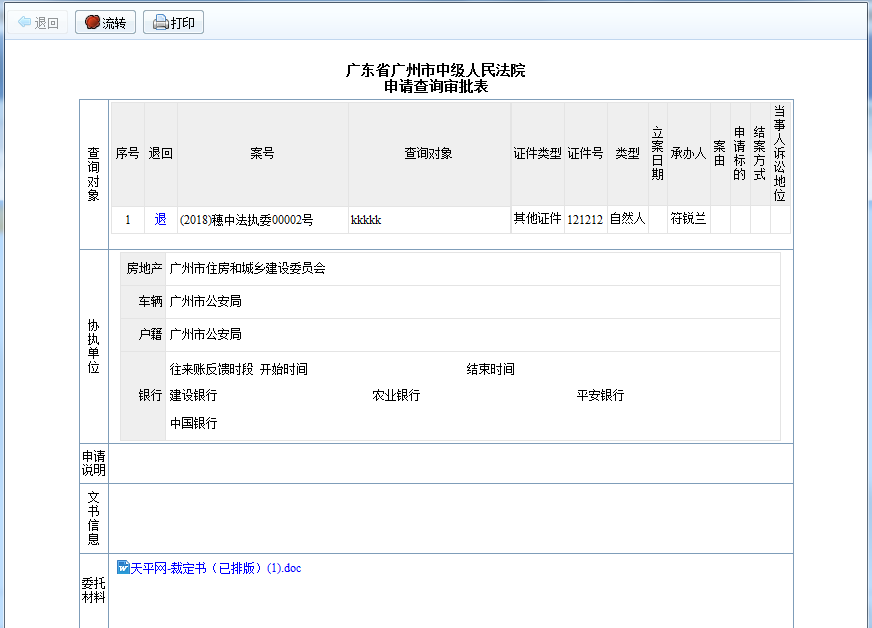 退回 流转 打印
广东省广州市中级人民法院
申请查询审批表
查询对象
序号 退回 案号 查询对象 证件类型 证件号 类型 立案日期 承办人 案由 申请标的 结案方式 当事人诉讼地位
1 退 (2018)穗中法执委00002号 kkkkk 其他证件 121212 自然人 符锐兰
协执单位
房地产 广州市住房和城乡建设委员会
车辆 广州市公安局
户籍 广州市公安局
银行
往来账反馈时段 开始时间 结束时间
建设银行 农业银行 平安银行
中国银行
申请说明
文书信息
委托材料
天平网-裁定书（已排版）(1).doc